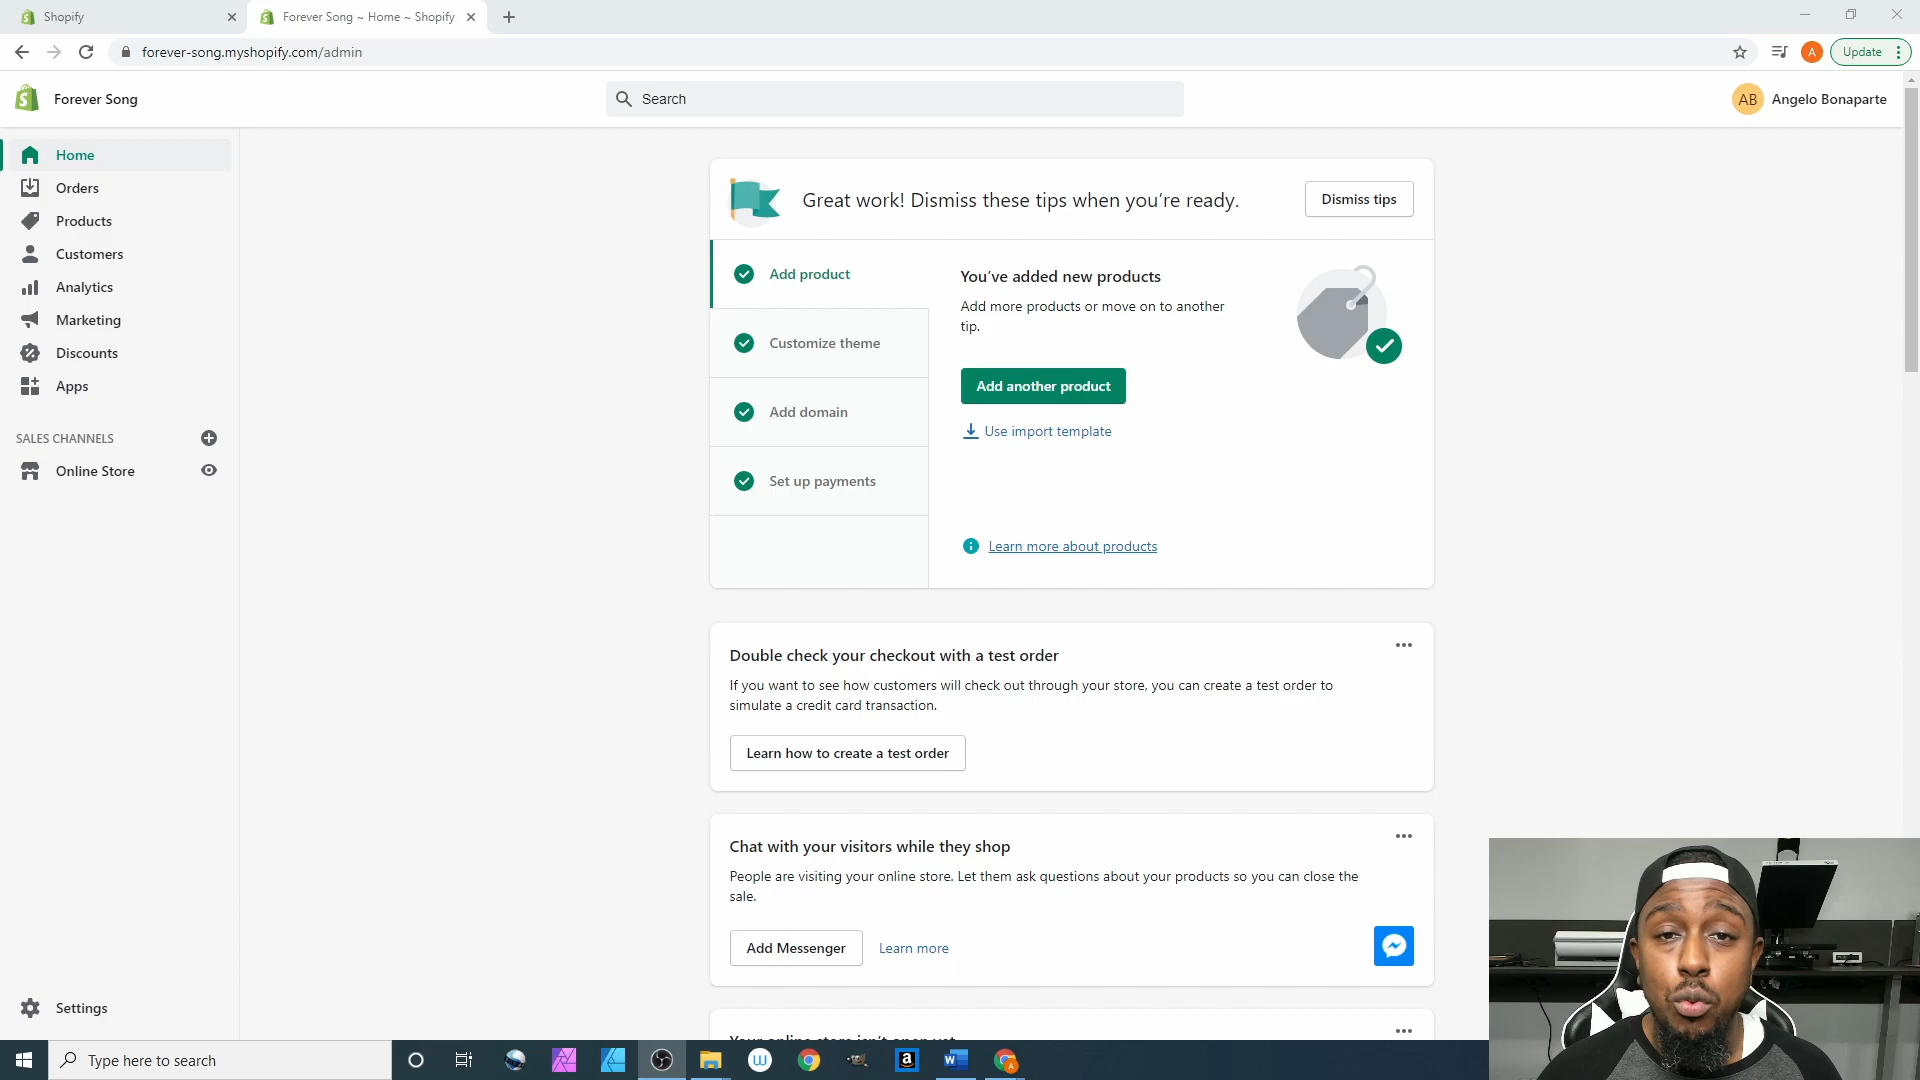 Shopify
Forever Song ~ Home ~ Shopify
forever-song.myshopify.com/admin
A
Update
Forever Song
Search
AB
Angelo Bonaparte
Home
Orders
Products
Customers
Analytics
Marketing
Discounts
Apps
SALES CHANNELS
Online Store
Settings
Great work! Dismiss these tips when you're ready.
Dismiss tips
Add product
Customize theme
Add domain
Set up payments
You've added new products
Add more products or move on to another
tip.
Add another product
Use import template
Learn more about products
Double check your checkout with a test order
If you want to see how customers will check out through your store, you can create a test order to
simulate a credit card transaction.
Learn how to create a test order
Chat with your visitors while they shop
People are visiting your online store. Let them ask questions about your products so you can close the
sale.
Add Messenger
Learn more
Your online store isn't open yet
Type here to search